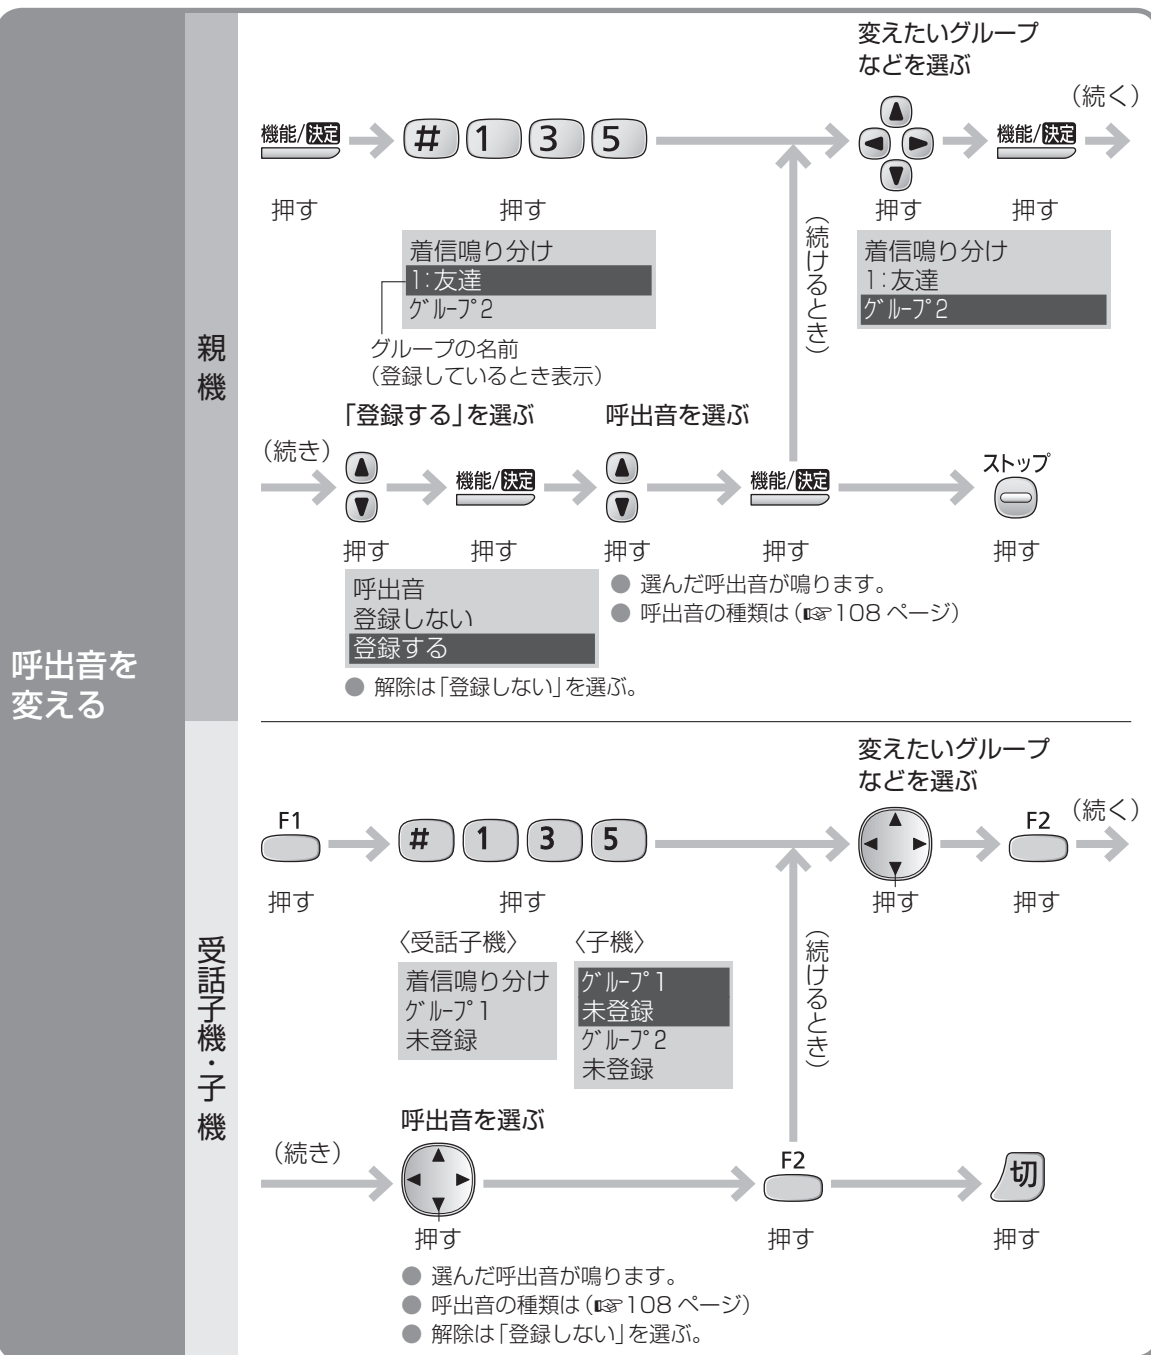 呼出音を
変える
親機
変えたいグループ
などを選ぶ
（続く）
機能/決定
# 1 3 5
機能/決定
押す
押す
押す
押す
着信鳴り分け
1：友達
ｸﾞﾙｰﾌﾟ2
グループの名前
（登録しているとき表示）
（続けるとき）
着信鳴り分け
1：友達
ｸﾞﾙｰﾌﾟ2
「登録する」を選ぶ
呼出音を選ぶ
（続き）
機能/決定
機能/決定
ストップ
押す
押す
押す
押す
押す
呼出音
登録しない
登録する
● 選んだ呼出音が鳴ります。
● 呼出音の種類は（☞108 ページ）
● 解除は「登録しない」を選ぶ。
受話子機・子機
変えたいグループ
などを選ぶ
F1
# 1 3 5
F2
（続く）
押す
押す
押す
押す
〈受話子機〉
着信鳴り分け
ｸﾞﾙｰﾌﾟ1
未登録
〈子機〉
ｸﾞﾙｰﾌﾟ1
未登録
ｸﾞﾙｰﾌﾟ2
未登録
（続けるとき）
呼出音を選ぶ
（続き）
F2
切
押す
押す
押す
● 選んだ呼出音が鳴ります。
● 呼出音の種類は（☞108 ページ）
● 解除は「登録しない」を選ぶ。